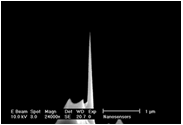 E Beam Spot Magn Det WD Exp 1 μm
10.0 kV 3.0 24000x SE 20.7 0 Nanosensors